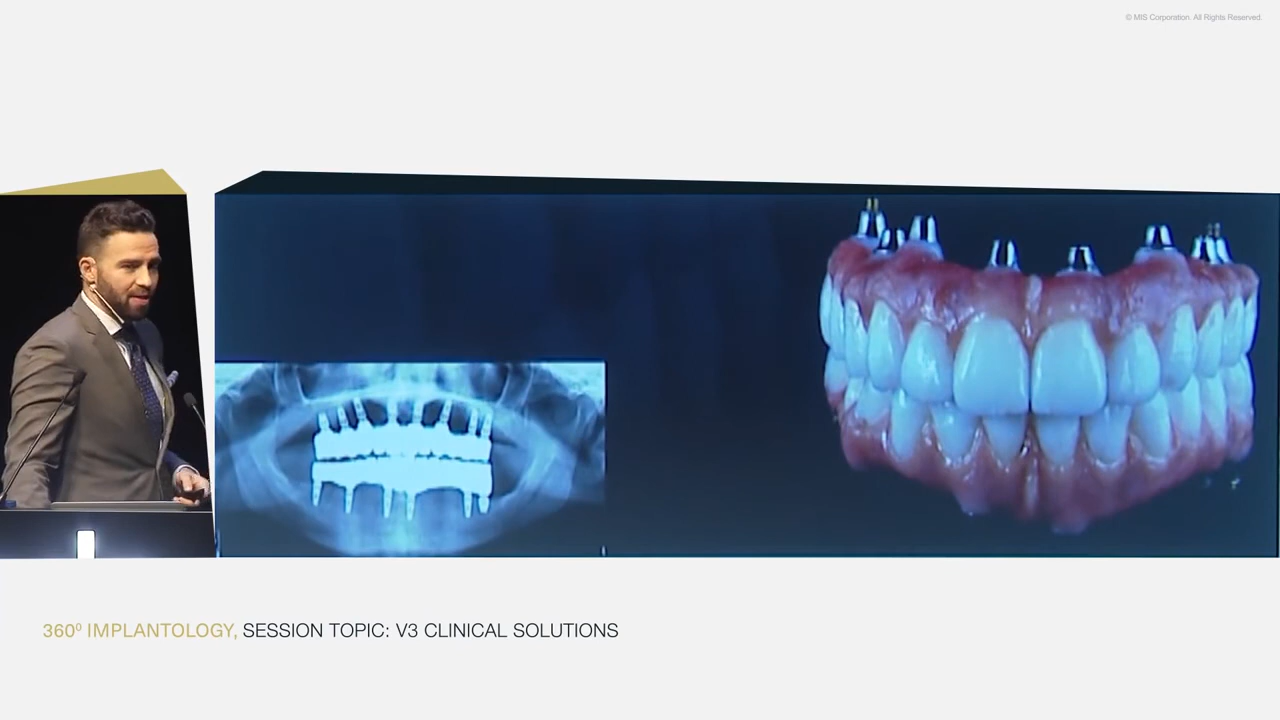 © MIS Corporation. All Rights Reserved.
360⁰ IMPLANTOLOGY, SESSION TOPIC: V3 CLINICAL SOLUTIONS